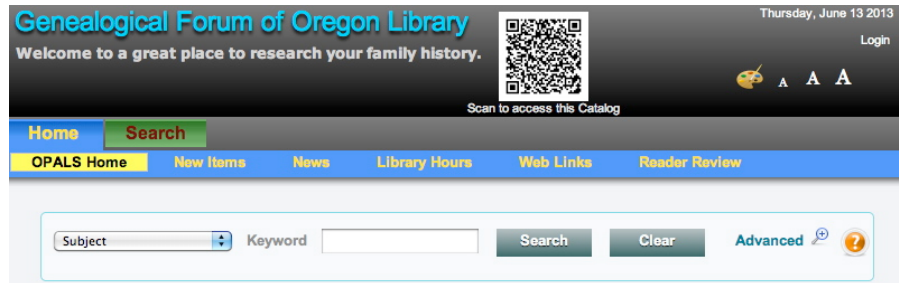 Genealogical Forum of Oregon Library
Thursday, June 13 2013
Welcome to a great place to research your family history.
Login
A A A
Scan to access this Catalog
Home Search
OPALS Home New Items News Library Hours Web Links Reader Review
Subject Keyword Search Clear Advanced ?